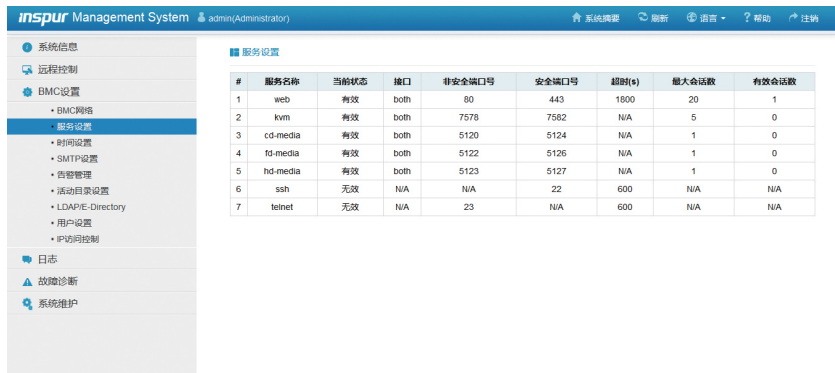 inspur Management System admin(Administrator) 系统摘要 刷新 语言 帮助 注销
系统信息
远程控制
BMC设置
• BMC网络
• 服务设置
• 时间设置
• SMTP设置
• 告警管理
• 活动目录设置
• LDAP/E-Directory
• 用户设置
• IP访问控制
日志
故障诊断
系统维护
服务设置
# 服务名称 当前状态 接口 非安全端口号 安全端口号 超时(s) 最大会话数 有效会话数
1 web 有效 both 80 443 1800 20 1
2 kvm 有效 both 7578 7582 N/A 5 0
3 cd-media 有效 both 5120 5124 N/A 1 0
4 fd-media 有效 both 5122 5126 N/A 1 0
5 hd-media 有效 both 5123 5127 N/A 1 0
6 ssh 无效 N/A N/A 22 600 N/A N/A
7 telnet 无效 N/A 23 N/A 600 N/A N/A